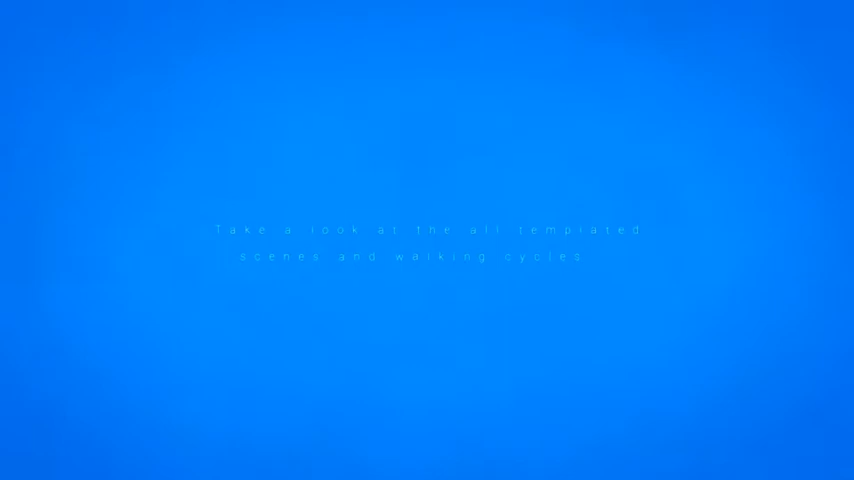 Take a look at the all templated
scenes and walking cycles